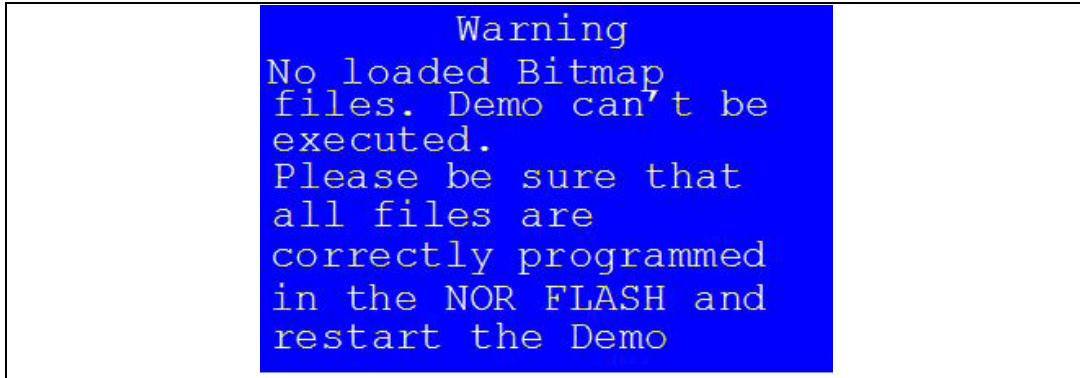 Warning
No loaded Bitmap
files. Demo can't be
executed.
Please be sure that
all files are
correctly programmed
in the NOR FLASH and
restart the Demo